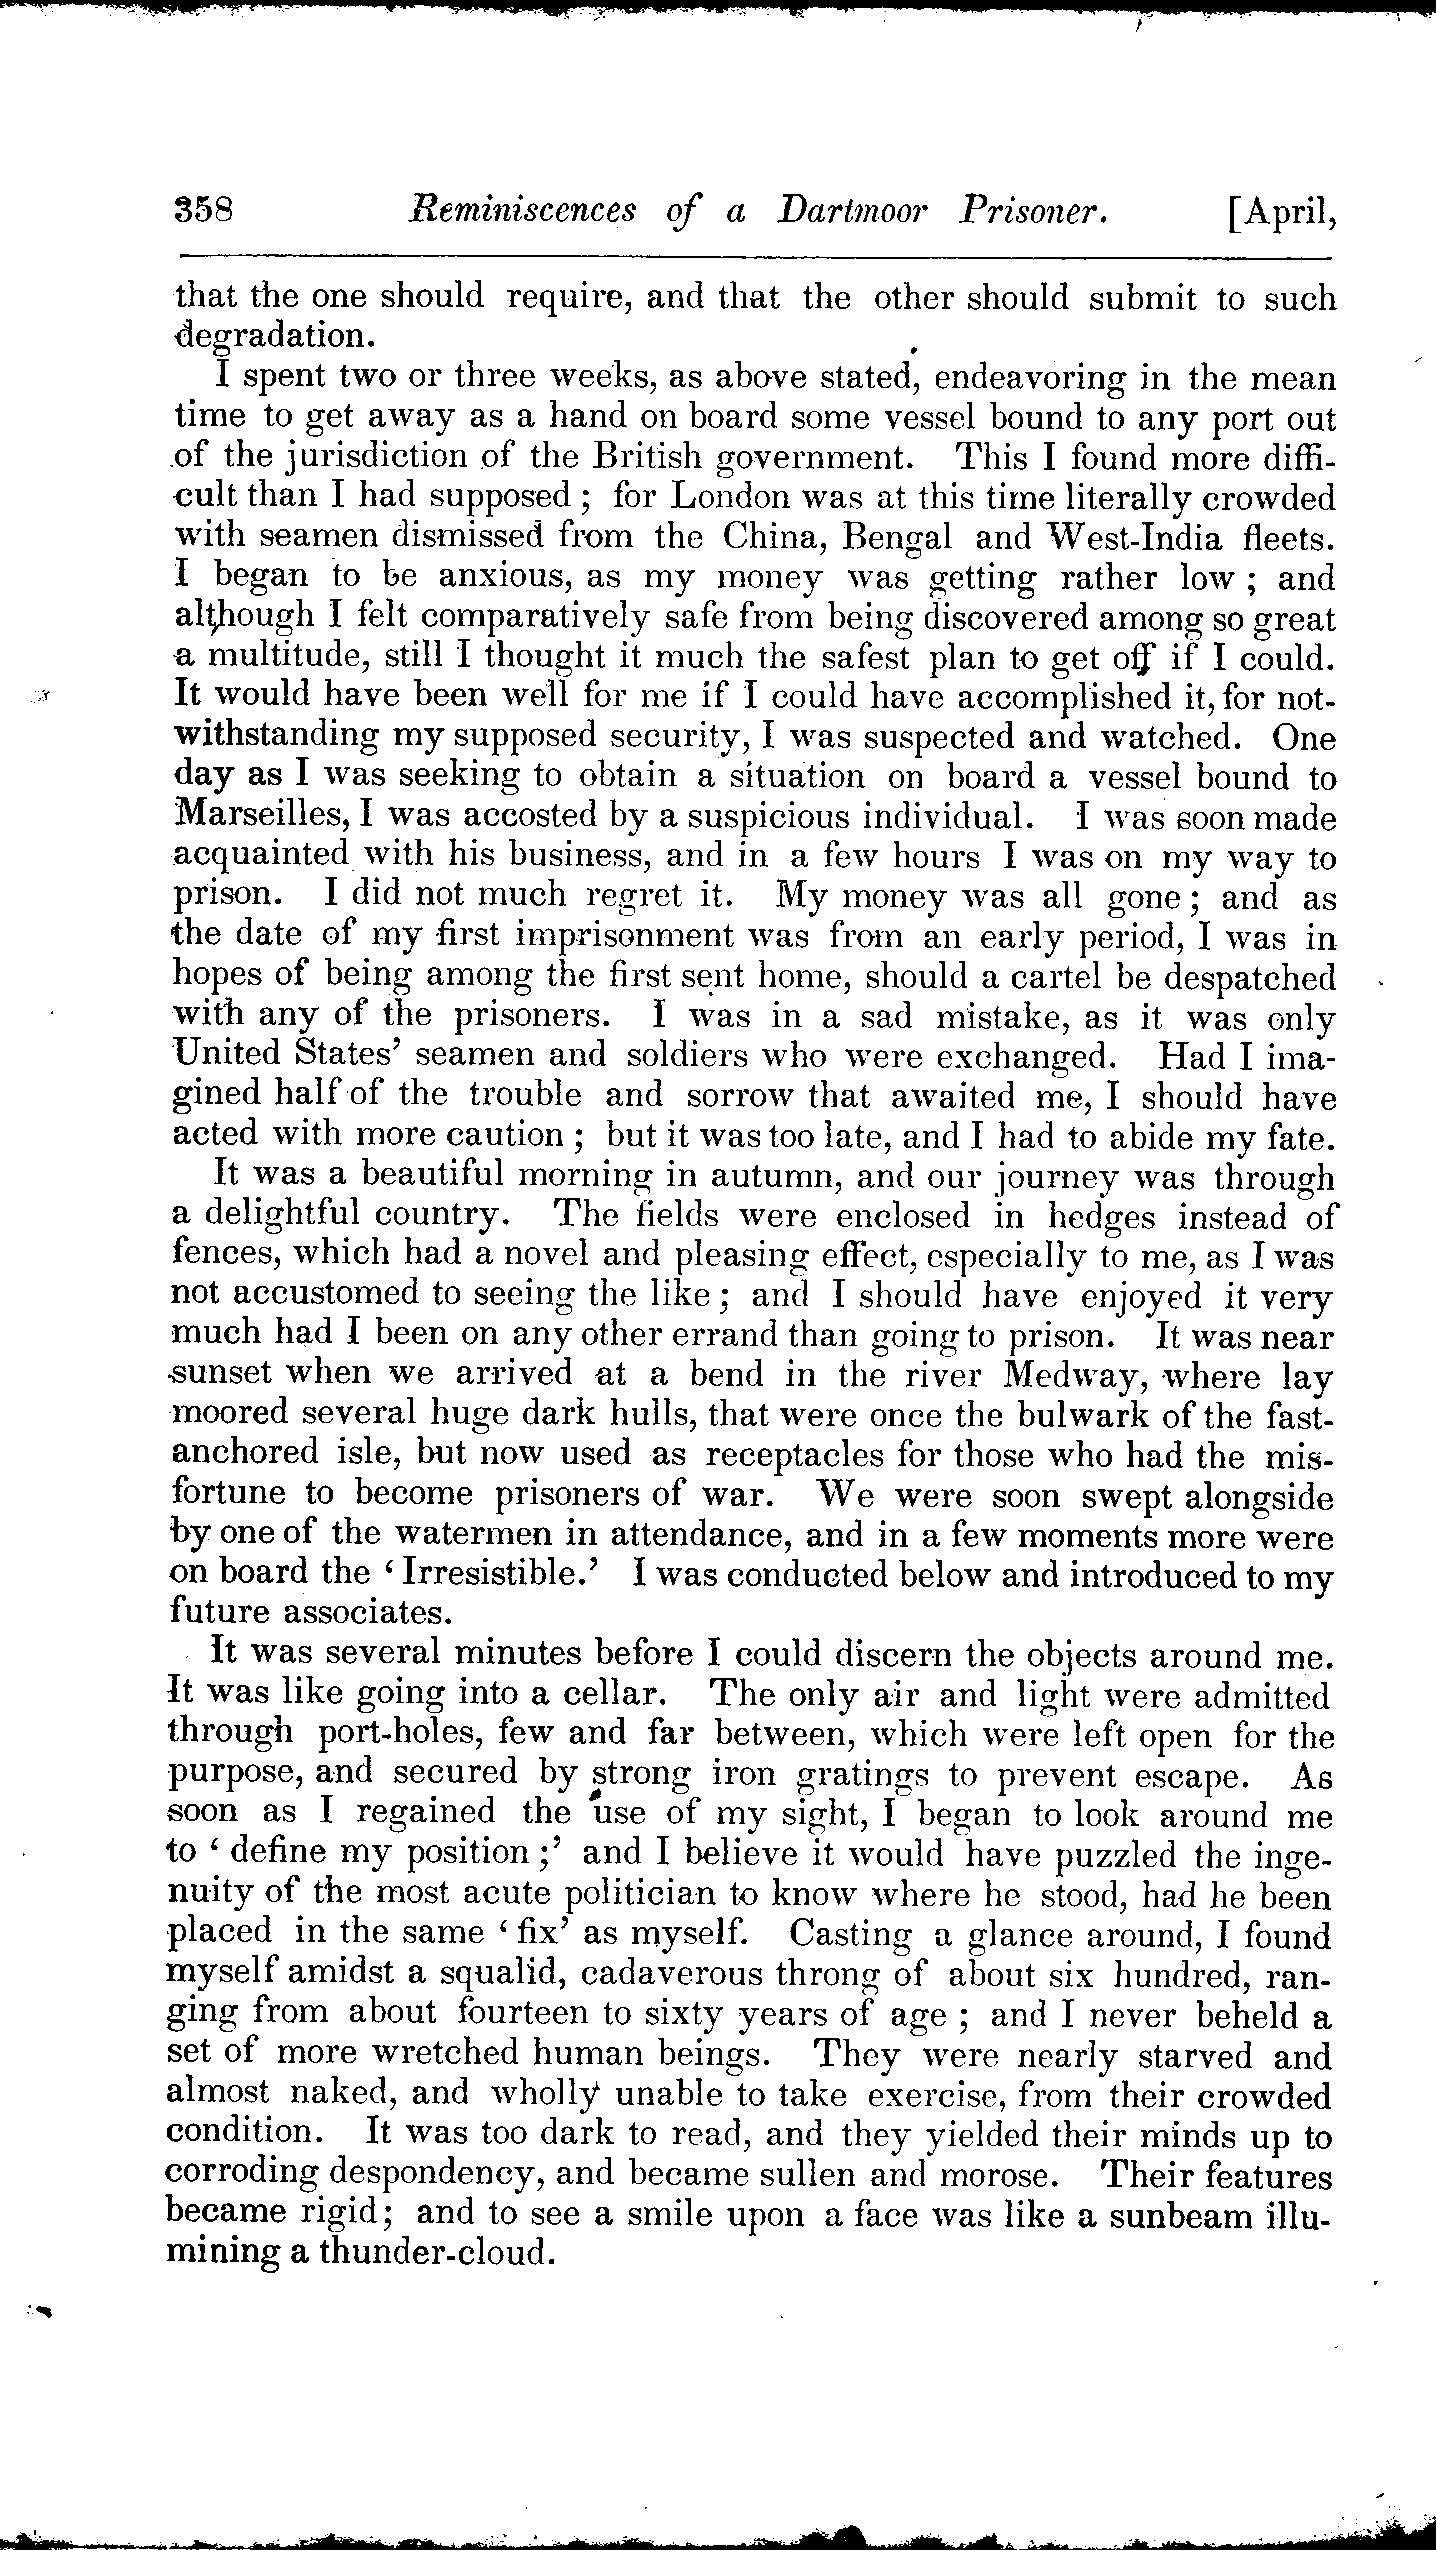 358 Reminiscences of a Dartmoor Prisoner. [April,
that the one should require, and that the other should submit to such
degradation.
I spent two or three weeks, as above stated, endeavoring in the mean
time to get away as a hand on board some vessel bound to any port out
of the jurisdiction of the British government. This I found more diffi-
cult than I had supposed ; for London was at this time literally crowded
with seamen dismissed from the China, Bengal and West-India fleets.
I began to be anxious, as my money was getting rather low ; and
although I felt comparatively safe from being discovered among so great
a multitude, still I thought it much the safest plan to get off if I could.
It would have been well for me if I could have accomplished it, for not-
withstanding my supposed security, I was suspected and watched. One
day as I was seeking to obtain a situation on board a vessel bound to
Marseilles, I was accosted by a suspicious individual. I was soon made
acquainted with his business, and in a few hours I was on my way to
prison. I did not much regret it. My money was all gone ; and as
the date of my first imprisonment was from an early period, I was in
hopes of being among the first sent home, should a cartel be despatched
with any of the prisoners. I was in a sad mistake, as it was only
United States’ seamen and soldiers who were exchanged. Had I ima-
gined half of the trouble and sorrow that awaited me, I should have
acted with more caution ; but it was too late, and I had to abide my fate.
It was a beautiful morning in autumn, and our journey was through
a delightful country. The fields were enclosed in hedges instead of
fences, which had a novel and pleasing effect, especially to me, as I was
not accustomed to seeing the like ; and I should have enjoyed it very
much had I been on any other errand than going to prison. It was near
sunset when we arrived at a bend in the river Medway, where lay
moored several huge dark hulls, that were once the bulwark of the fast-
anchored isle, but now used as receptacles for those who had the mis-
fortune to become prisoners of war. We were soon swept alongside
by one of the watermen in attendance, and in a few moments more were
on board the ‘ Irresistible.’ I was conducted below and introduced to my
future associates.
It was several minutes before I could discern the objects around me.
It was like going into a cellar. The only air and light were admitted
through port-holes, few and far between, which were left open for the
purpose, and secured by strong iron gratings to prevent escape. As
soon as I regained the use of my sight, I began to look around me
to ‘ define my position ;’ and I believe it would have puzzled the inge-
nuity of the most acute politician to know where he stood, had he been
placed in the same ‘ fix’ as myself. Casting a glance around, I found
myself amidst a squalid, cadaverous throng of about six hundred, ran-
ging from about fourteen to sixty years of age ; and I never beheld a
set of more wretched human beings. They were nearly starved and
almost naked, and wholly unable to take exercise, from their crowded
condition. It was too dark to read, and they yielded their minds up to
corroding despondency, and became sullen and morose. Their features
became rigid; and to see a smile upon a face was like a sunbeam illu-
mining a thunder-cloud.